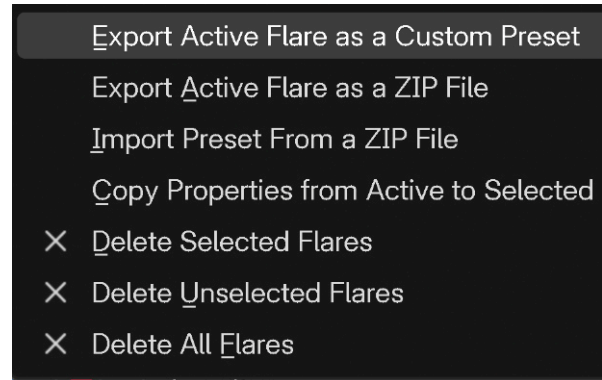 Export Active Flare as a Custom Preset
Export Active Flare as a ZIP File
Import Preset From a ZIP File
Copy Properties from Active to Selected
Delete Selected Flares
Delete Unselected Flares
Delete All Flares